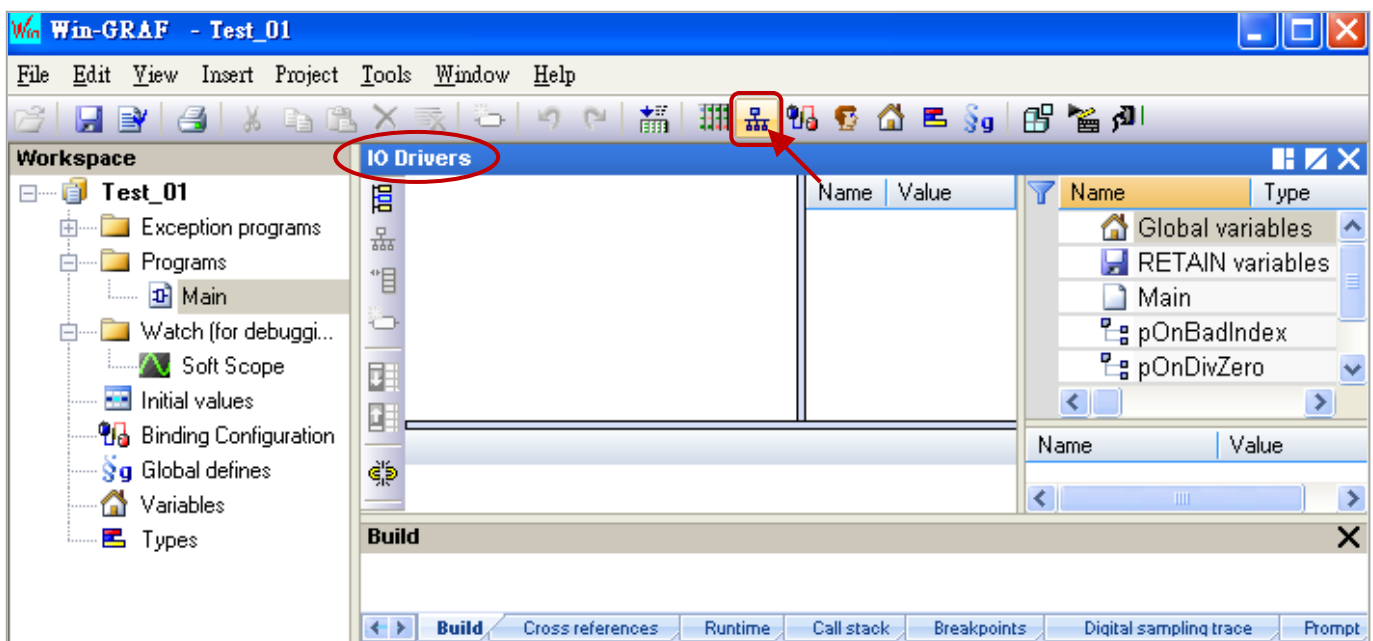 Win Win-GRAF - Test_01
File Edit View Insert Project Tools Window Help
§g
Workspace
Test_01
Exception programs
Programs
Main
Watch (for debuggi...
Soft Scope
Initial values
Binding Configuration
§g Global defines
Variables
Types
IO Drivers
Name Value
Name Type
Global variables
RETAIN variables
Main
pOnBadIndex
pOnDivZero
Name Value
Build
Build Cross references Runtime Call stack Breakpoints Digital sampling trace Prompt